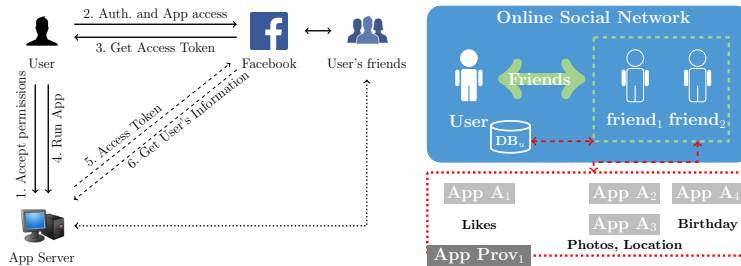 2. Auth. and App access
3. Get Access Token
User
Facebook
User's friends
1. Accept permissions
4. Run App
5. Access Token
6. Get User's Information
App Server
Online Social Network
Friends
User
friend₁
friend₂
DBᵤ
App A₁
App A₂
App A₄
Likes
App A₃
Birthday
Photos, Location
App Prov₁